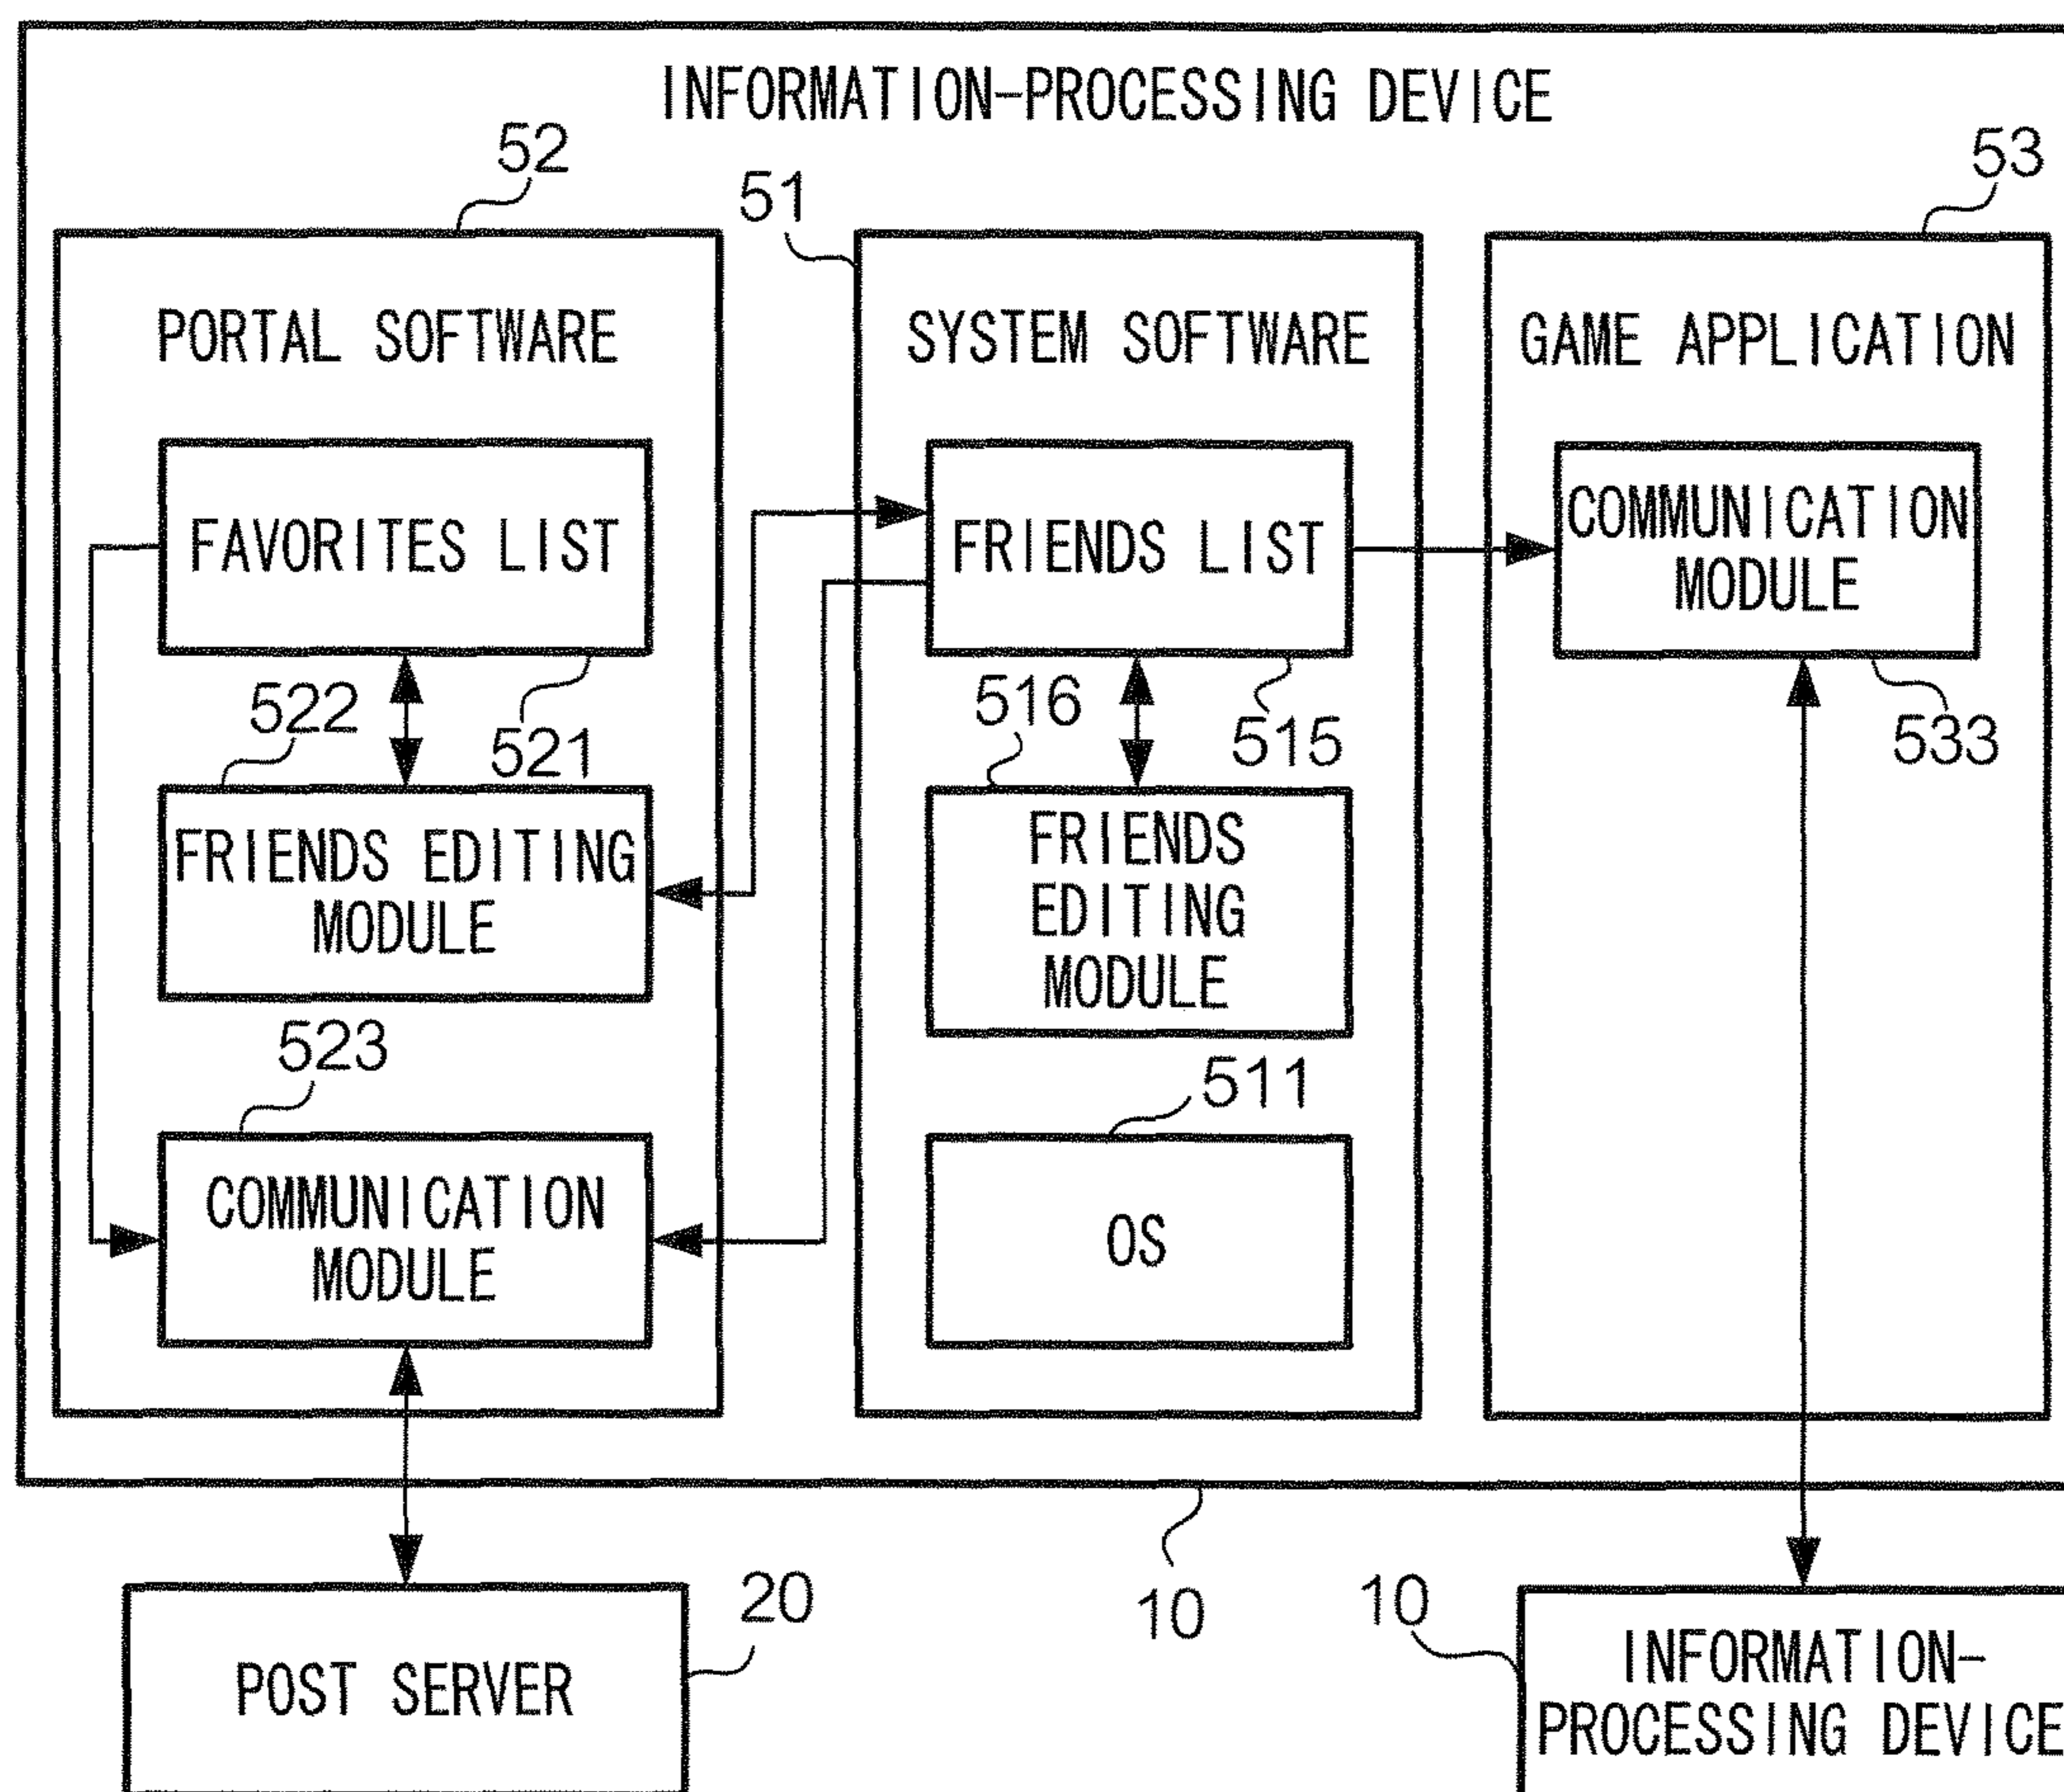 INFORMATION-PROCESSING DEVICE
52
51
53
PORTAL SOFTWARE
SYSTEM SOFTWARE
GAME APPLICATION
FAVORITES LIST
FRIENDS LIST
COMMUNICATION
MODULE
522
521
516
515
533
FRIENDS EDITING
MODULE
FRIENDS
EDITING
MODULE
523
511
COMMUNICATION
MODULE
OS
20
10
10
POST SERVER
INFORMATION-
PROCESSING DEVICE